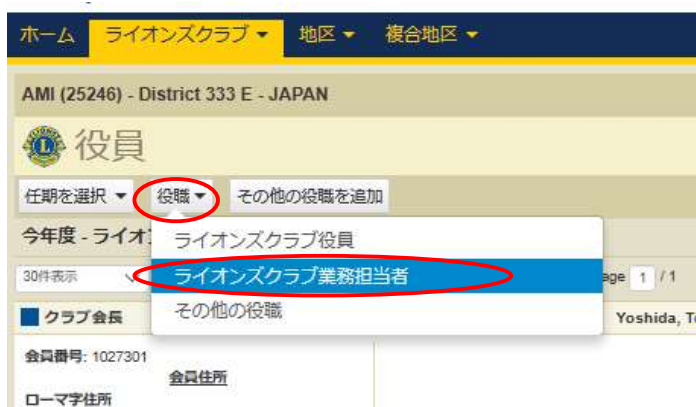 ホーム ライオンズクラブ 地区 複合地区
AMI (25246) - District 333 E - JAPAN
役員
任期を選択 役職 その他の役職を追加
今年度 - ライオ
ライオンズクラブ役員
30件表示 ライオンズクラブ業務担当者 age 1 / 1
その他の役職
クラブ会長 Yoshida, T
会員番号: 1027301
会員住所
ローマ字住所